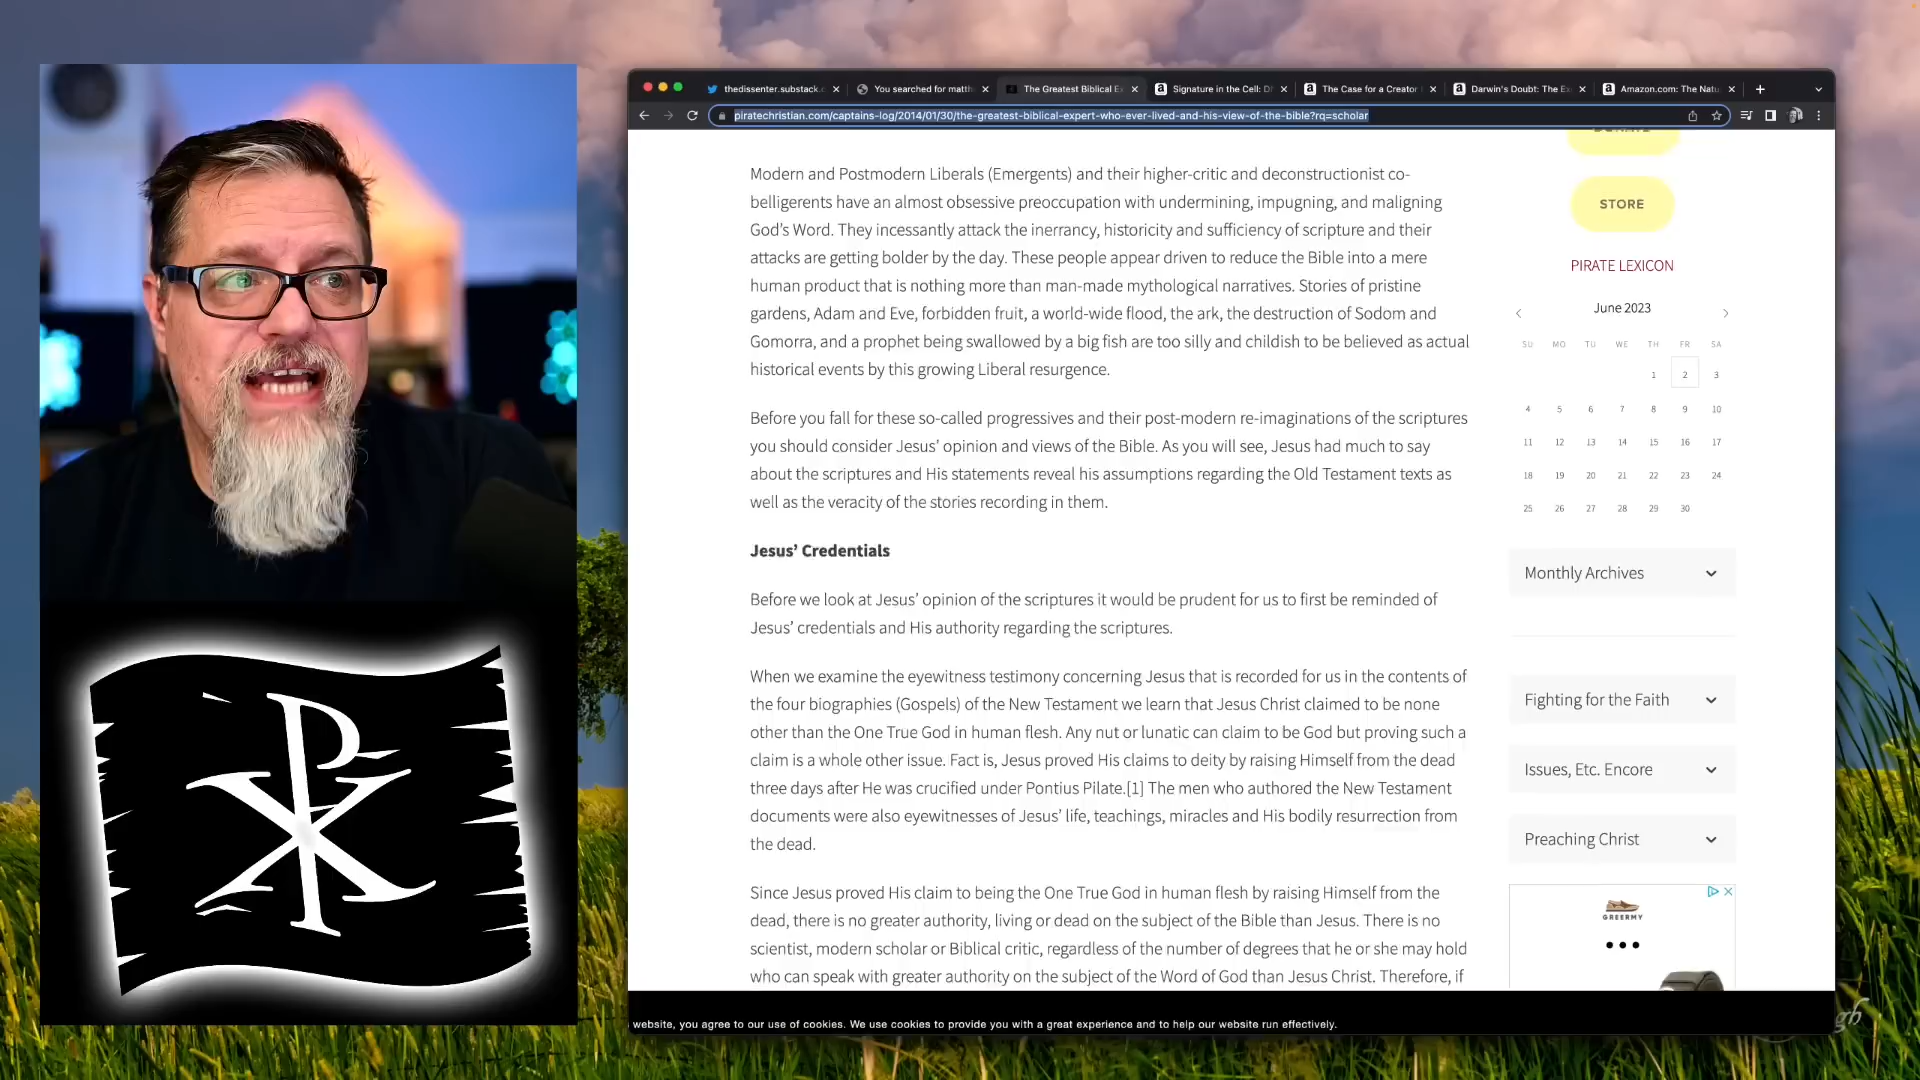 thedissenter.substack.c
You searched for matth
The Greatest Biblical Ex
Signature in the Cell: DN
The Case for a Creator
Darwin's Doubt: The Ex
Amazon.com: The Natu
piratechristian.com/captains-log/2014/01/30/the-greatest-biblical-expert-who-ever-lived-and-his-view-of-the-bible?rq=scholar
Modern and Postmodern Liberals (Emergents) and their higher-critic and deconstructionist co-
belligerents have an almost obsessive preoccupation with undermining, impugning, and maligning
God's Word. They incessantly attack the inerrancy, historicity and sufficiency of scripture and their
attacks are getting bolder by the day. These people appear driven to reduce the Bible into a mere
human product that is nothing more than man-made mythological narratives. Stories of pristine
gardens, Adam and Eve, forbidden fruit, a world-wide flood, the ark, the destruction of Sodom and
Gomorra, and a prophet being swallowed by a big fish are too silly and childish to be believed as actual
historical events by this growing Liberal resurgence.
Before you fall for these so-called progressives and their post-modern re-imaginations of the scriptures
you should consider Jesus' opinion and views of the Bible. As you will see, Jesus had much to say
about the scriptures and His statements reveal his assumptions regarding the Old Testament texts as
well as the veracity of the stories recording in them.
Jesus' Credentials
Before we look at Jesus' opinion of the scriptures it would be prudent for us to first be reminded of
Jesus' credentials and His authority regarding the scriptures.
When we examine the eyewitness testimony concerning Jesus that is recorded for us in the contents of
the four biographies (Gospels) of the New Testament we learn that Jesus Christ claimed to be none
other than the One True God in human flesh. Any nut or lunatic can claim to be God but proving such a
claim is a whole other issue. Fact is, Jesus proved His claims to deity by raising Himself from the dead
three days after He was crucified under Pontius Pilate.[1] The men who authored the New Testament
documents were also eyewitnesses of Jesus' life, teachings, miracles and His bodily resurrection from
the dead.
Since Jesus proved His claim to being the One True God in human flesh by raising Himself from the
dead, there is no greater authority, living or dead on the subject of the Bible than Jesus. There is no
scientist, modern scholar or Biblical critic, regardless of the number of degrees that he or she may hold
who can speak with greater authority on the subject of the Word of God than Jesus Christ. Therefore, if
STORE
PIRATE LEXICON
June 2023
SU MO TU WE TH FR SA
1 2 3
4 5 6 7 8 9 10
11 12 13 14 15 16 17
18 19 20 21 22 23 24
25 26 27 28 29 30
Monthly Archives
Fighting for the Faith
Issues, Etc. Encore
Preaching Christ
GREERMY
website, you agree to our use of cookies. We use cookies to provide you with a great experience and to help our website run effectively.